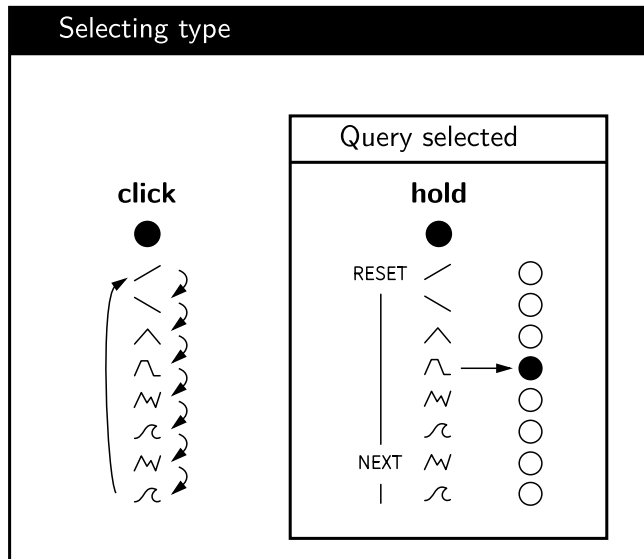 Selecting type
Query selected
click
hold
RESET
NEXT